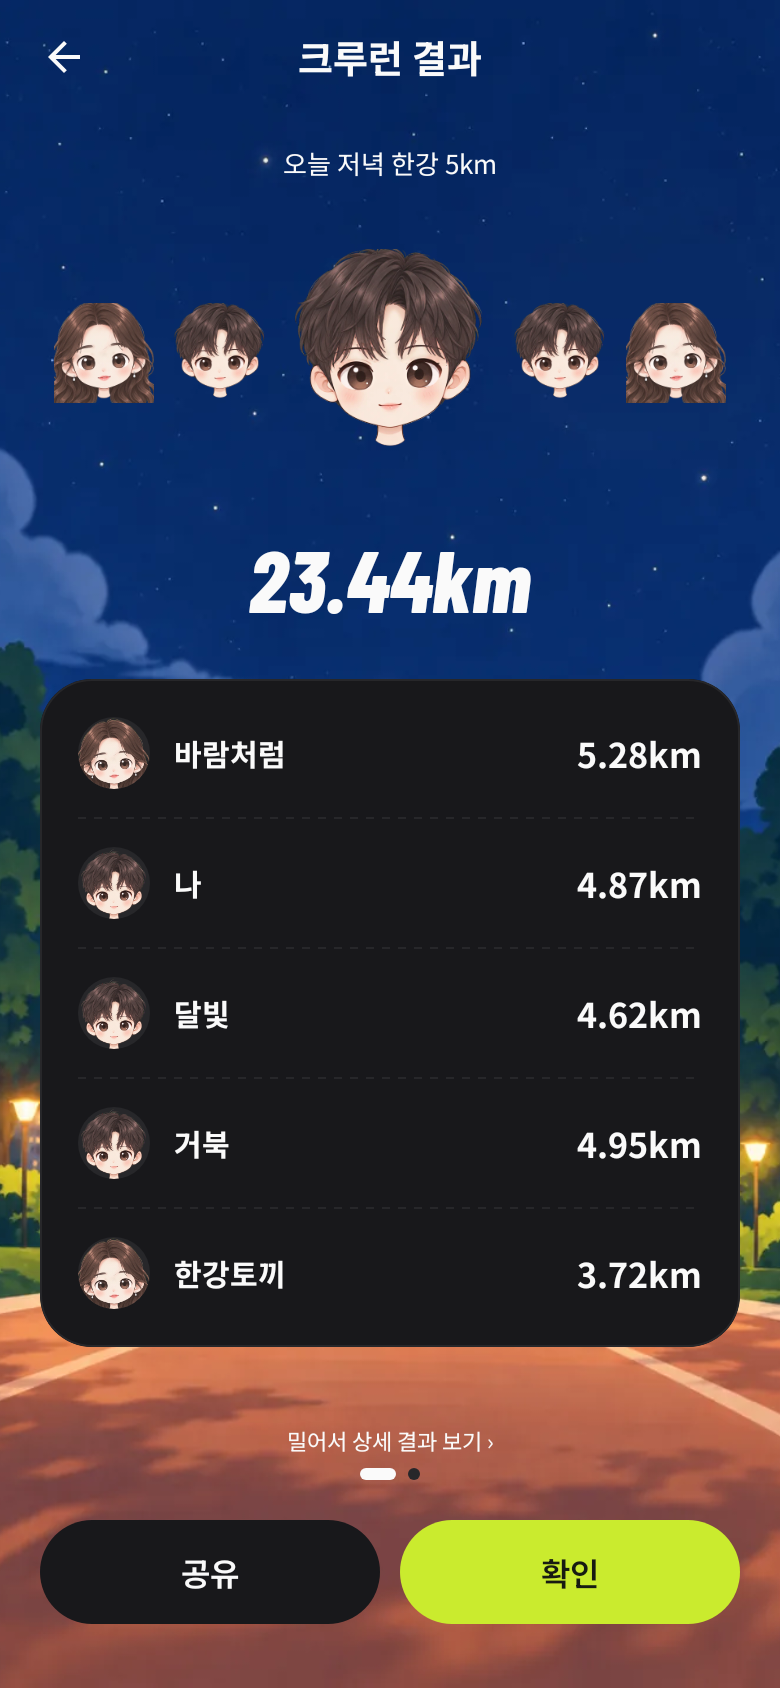 크루런 결과
오늘 저녁 한강 5km
23.44km
바람처럼 5.28km
나 4.87km
달빛 4.62km
거북 4.95km
한강토끼 3.72km
밀어서 상세 결과 보기 ›
공유 확인